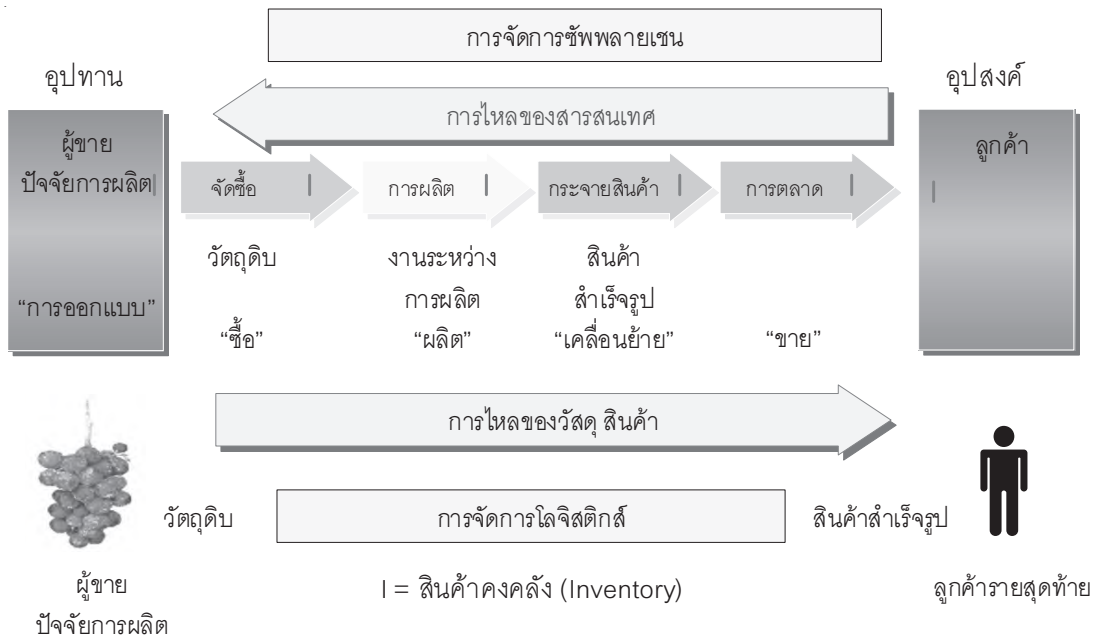 การจัดการซัพพลายเชน
อุปทาน
อุปสงค์
การไหลของสารสนเทศ
ผู้ขาย
ปัจจัยการผลิต
I
จัดซื้อ I
การผลิต I
กระจายสินค้า I
การตลาด
ลูกค้า
I
วัตถุดิบ
งานระหว่าง
การผลิต
สินค้า
สำเร็จรูป
“การออกแบบ”
“ซื้อ”
“ผลิต”
“เคลื่อนย้าย”
“ขาย”
การไหลของวัสดุ สินค้า
วัตถุดิบ
การจัดการโลจิสติกส์
สินค้าสำเร็จรูป
ผู้ขาย
ปัจจัยการผลิต
I = สินค้าคงคลัง (Inventory)
ลูกค้ารายสุดท้าย